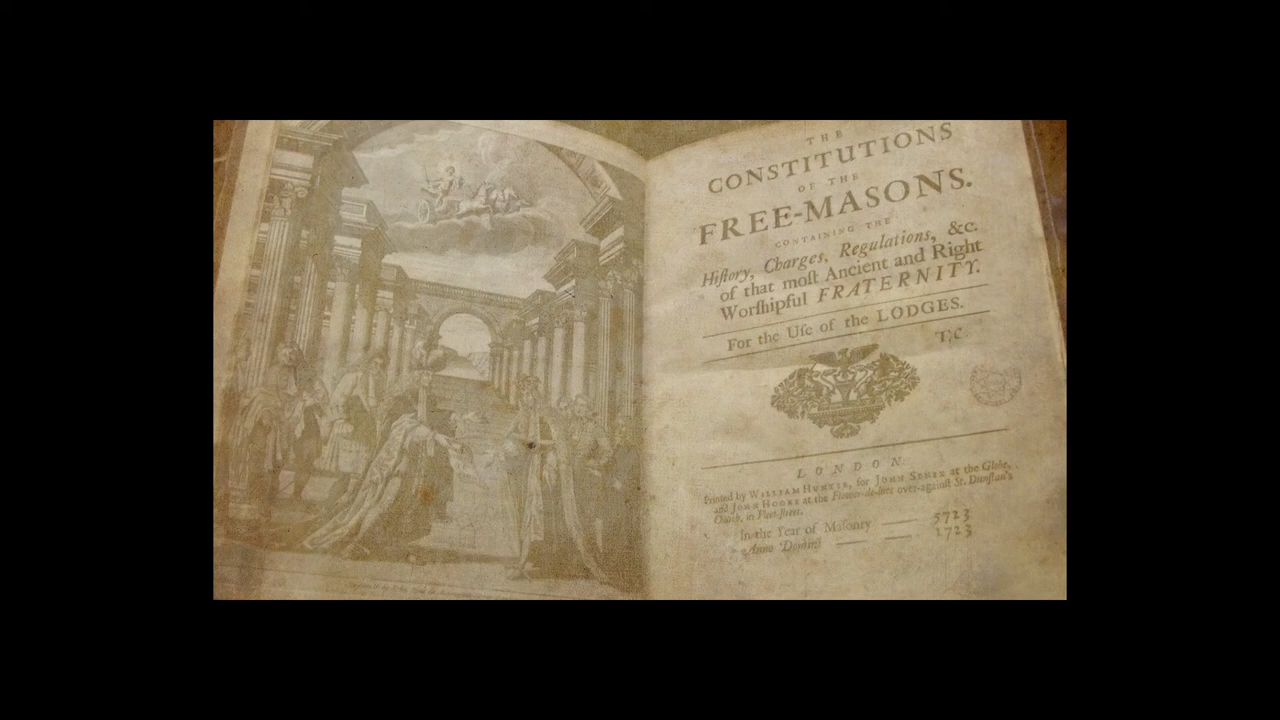 THE
CONSTITUTIONS
OF THE
FREE-MASONS.
CONTAINING THE
Hiſtory, Charges, Regulations, &c.
of that moſt Ancient and Right
Worſhipful FRATERNITY.
For the Uſe of the LODGES.
T.C.
LONDON:
Printed by WILLIAM HUNTER, for JOHN SENEX at the Globe,
and JOHN HOOKE at the Flower-de-luce over-againſt St. Dunſtan's
Church, in Fleet-ſtreet.
In the Year of Maſonry —— 5723
Anno Domini — — 1723